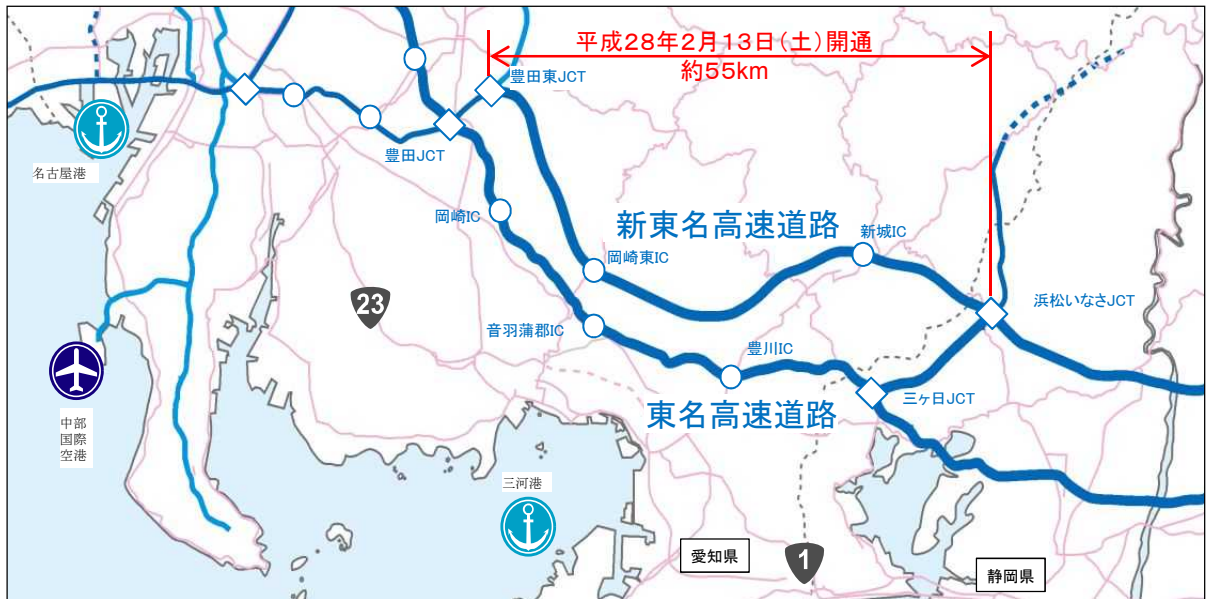 平成28年2月13日(土)開通
約55km
豊田東JCT
名古屋港
豊田JCT
岡崎IC
新東名高速道路
新城IC
岡崎東IC
浜松いなさJCT
23
音羽蒲郡IC
豊川IC
三ヶ日JCT
東名高速道路
中部
国際
空港
三河港
愛知県
1
静岡県